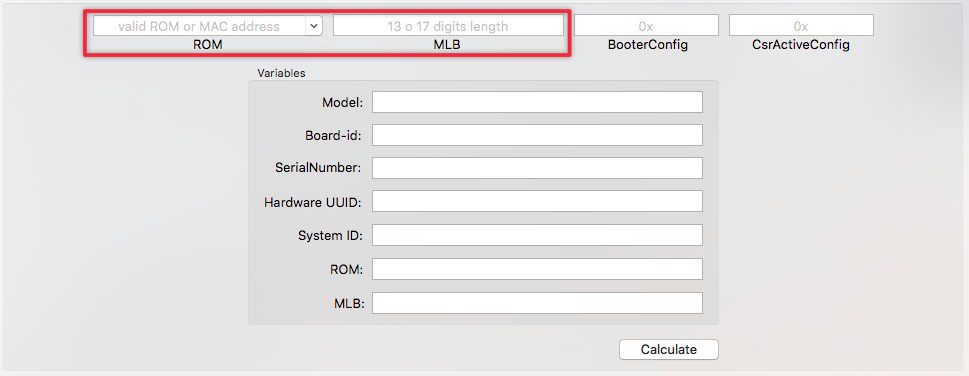 valid ROM or MAC address 13 o 17 digits length 0x 0x
ROM MLB BooterConfig CsrActiveConfig
Variables
Model:
Board-id:
SerialNumber:
Hardware UUID:
System ID:
ROM:
MLB:
Calculate